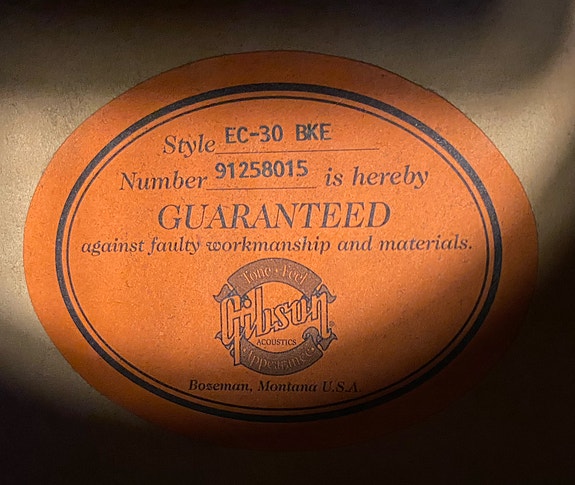 Style EC-30 BKE
Number 91258015 is hereby
GUARANTEED
against faulty workmanship and materials.
Tone · Feel
Gibson
ACOUSTICS
Appearance
Bozeman, Montana U.S.A.